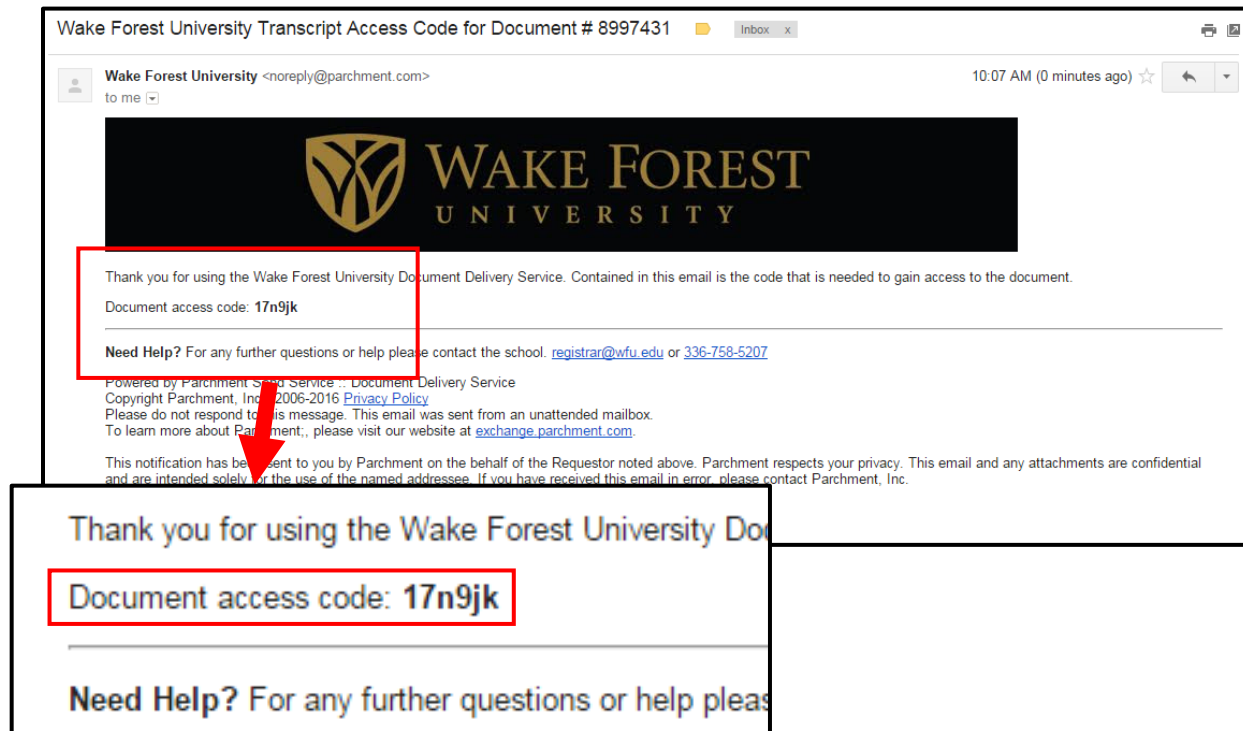 Wake Forest University Transcript Access Code for Document # 8997431 Inbox x
Wake Forest University <noreply@parchment.com> 10:07 AM (0 minutes ago)
to me
WAKE FOREST
UNIVERSITY
Thank you for using the Wake Forest University Document Delivery Service. Contained in this email is the code that is needed to gain access to the document.
Document access code: 17n9jk
Need Help? For any further questions or help please contact the school. registrar@wfu.edu or 336-758-5207
Powered by Parchment Send Service :: Document Delivery Service
Copyright Parchment, Inc. 2006-2016 Privacy Policy
Please do not respond to this message. This email was sent from an unattended mailbox.
To learn more about Parchment;, please visit our website at exchange.parchment.com.
This notification has been sent to you by Parchment on the behalf of the Requestor noted above. Parchment respects your privacy. This email and any attachments are confidential
and are intended solely for the use of the named addressee. If you have received this email in error, please contact Parchment, Inc.
Thank you for using the Wake Forest University Doc
Document access code: 17n9jk
Need Help? For any further questions or help pleas